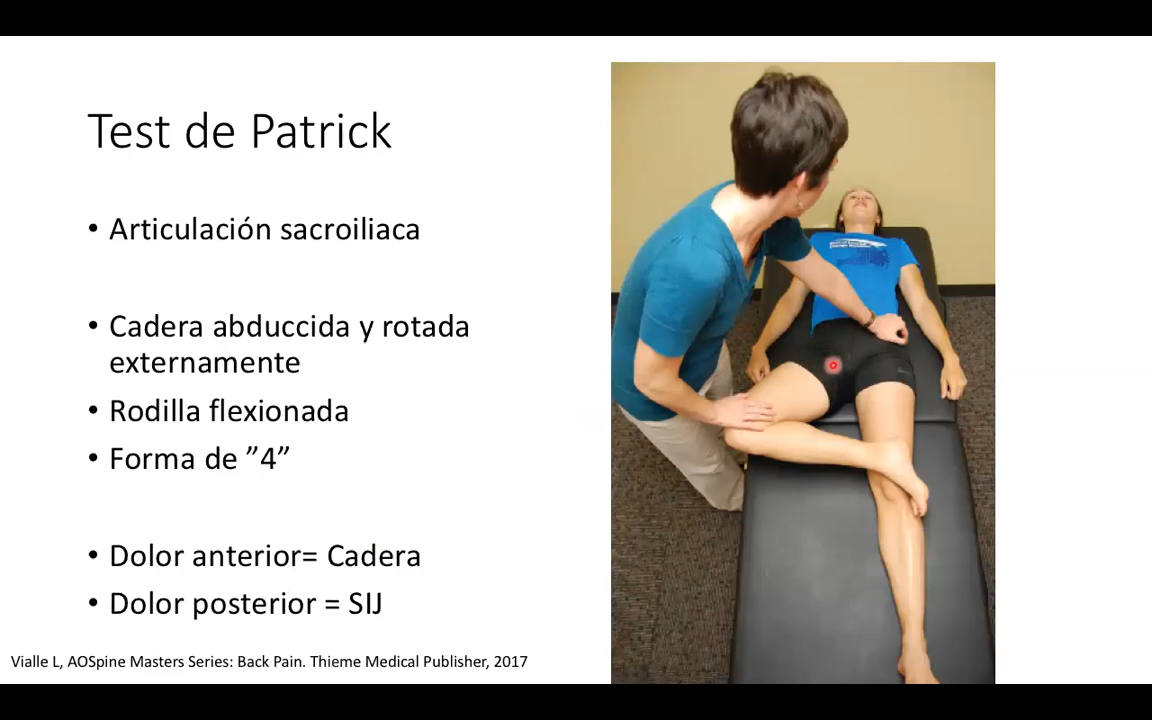 Test de Patrick
• Articulación sacroiliaca
• Cadera abduccida y rotada
externamente
• Rodilla flexionada
• Forma de ”4”
• Dolor anterior= Cadera
• Dolor posterior = SIJ
Vialle L, AOSpine Masters Series: Back Pain. Thieme Medical Publisher, 2017